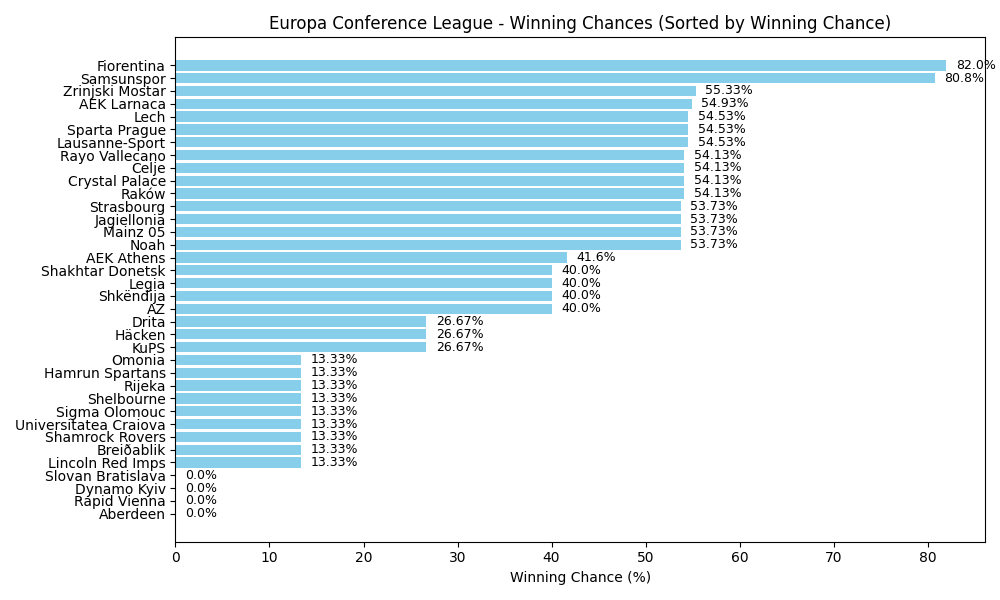 Europa Conference League - Winning Chances (Sorted by Winning Chance)
Fiorentina 82.0%
Samsunspor 80.8%
Zrinjski Mostar 55.33%
AEK Larnaca 54.93%
Lech 54.53%
Sparta Prague 54.53%
Lausanne-Sport 54.53%
Rayo Vallecano 54.13%
Celje 54.13%
Crystal Palace 54.13%
Raków 54.13%
Strasbourg 53.73%
Jagiellonia 53.73%
Mainz 05 53.73%
Noah 53.73%
AEK Athens 41.6%
Shakhtar Donetsk 40.0%
Legia 40.0%
Shkëndija 40.0%
AZ 40.0%
Drita 26.67%
Häcken 26.67%
KuPS 26.67%
Omonia 13.33%
Hamrun Spartans 13.33%
Rijeka 13.33%
Shelbourne 13.33%
Sigma Olomouc 13.33%
Universitatea Craiova 13.33%
Shamrock Rovers 13.33%
Breiðablik 13.33%
Lincoln Red Imps 13.33%
Slovan Bratislava 0.0%
Dynamo Kyiv 0.0%
Rapid Vienna 0.0%
Aberdeen 0.0%
0 10 20 30 40 50 60 70 80
Winning Chance (%)